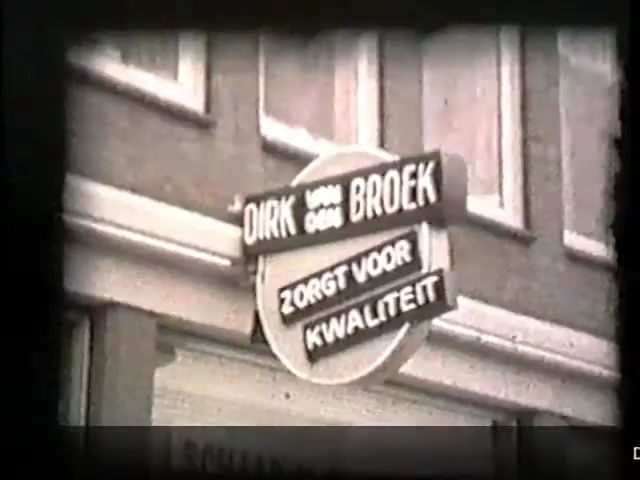 DIRK VAN DEN BROEK
ZORGT VOOR
KWALITEIT
D